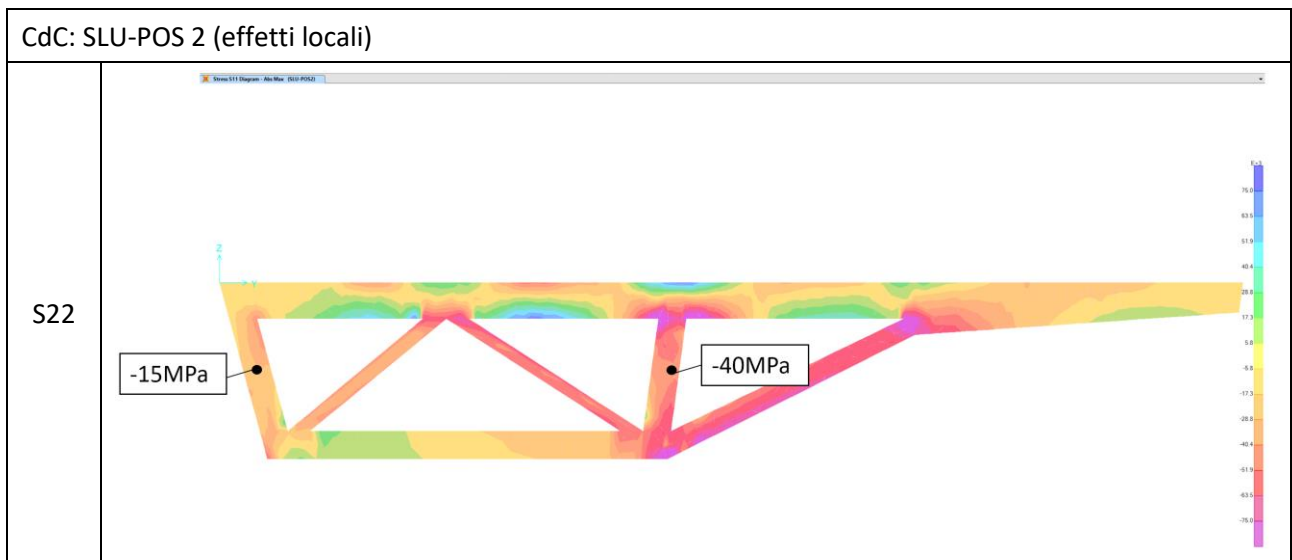 CdC: SLU-POS 2 (effetti locali)
Stress S11 Diagram - Abs Max (SLU-POS2)
S22
E+3
75.0
63.5
51.9
40.4
28.8
17.3
5.8
-5.8
-17.3
-28.8
-40.4
-51.9
-63.5
-75.0
Z
Y
-15MPa
-40MPa